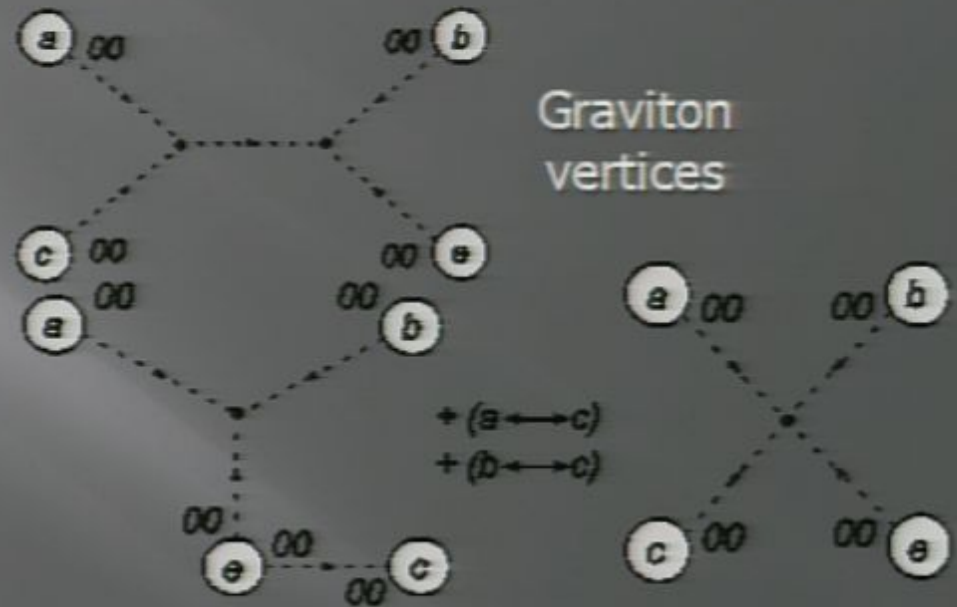 a 00 00 b
Graviton
vertices
c 00 00 e
a 00 00 b
+ (a ⟷ c)
+ (b ⟷ c)
00
e 00 00 c
a 00 00 b
c 00 00 e